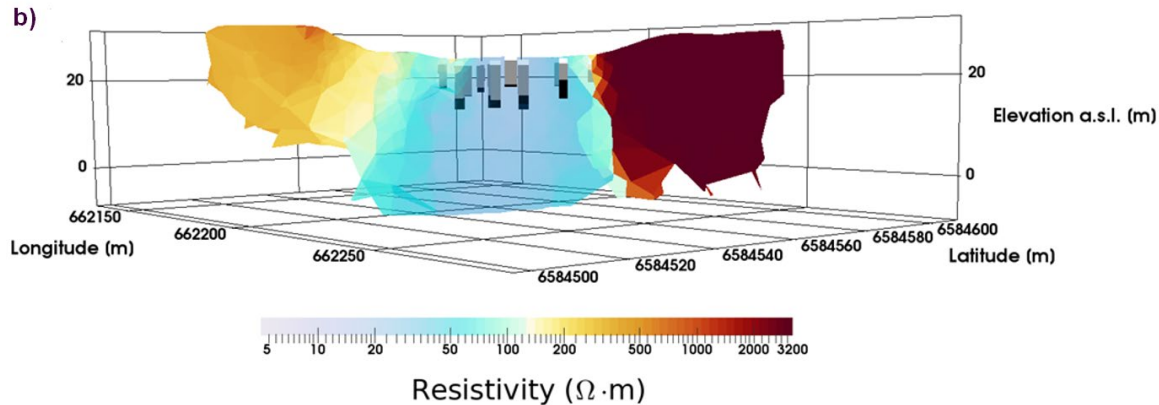 b)
20
20
Elevation a.s.l. (m)
0
0
662150
6584600
662200
6584580
Longitude (m)
6584560
Latitude (m)
662250
6584540
6584520
6584500
5 10 20 50 100 200 500 1000 2000 3200
Resistivity (Ω·m)